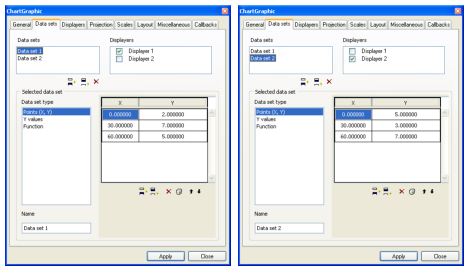 ChartGraphic
General Data sets Displayers Projection Scales Layout Miscellaneous Callbacks
Data sets Displayers
Data set 1
Data set 2
Displayer 1
Displayer 2
Selected data set
Data set type
Points (X, Y)
Y values
Function
X Y
0.000000 2.000000
30.000000 7.000000
60.000000 5.000000
Name
Data set 1
Apply Close
ChartGraphic
General Data sets Displayers Projection Scales Layout Miscellaneous Callbacks
Data sets Displayers
Data set 1
Data set 2
Displayer 1
Displayer 2
Selected data set
Data set type
Points (X, Y)
Y values
Function
X Y
0.000000 5.000000
30.000000 3.000000
60.000000 7.000000
Name
Data set 2
Apply Close